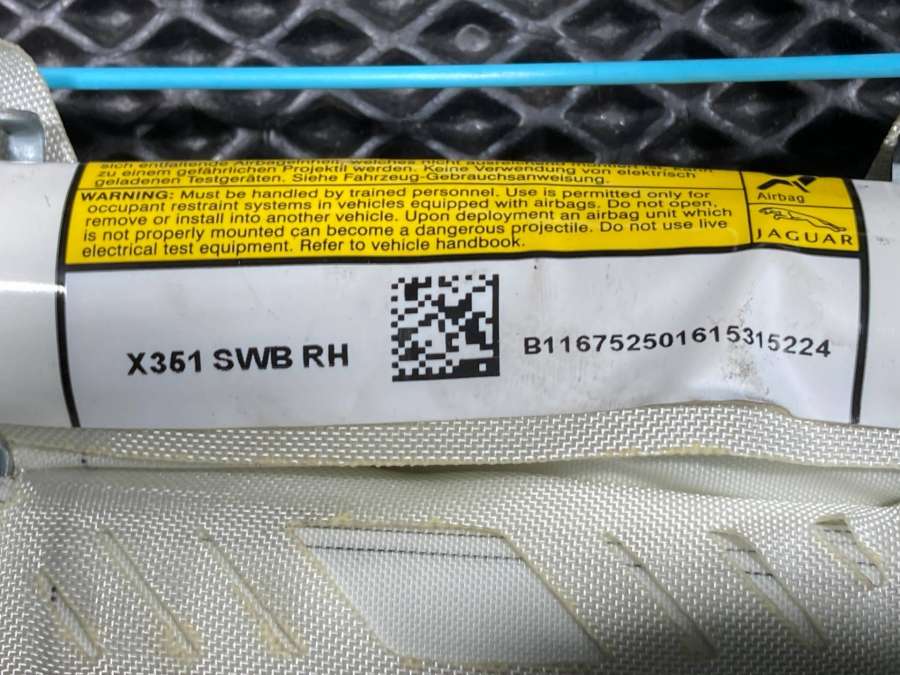 zu einem gefährlichen Projektil werden. Keine Verwendung von elektrisch
geladenen Testgeräten. Siehe Fahrzeug-Gebrauchsanweisung.
WARNING: Must be handled by trained personnel. Use is permitted only for
occupant restraint systems in vehicles equipped with airbags. Do not open,
remove or install into another vehicle. Upon deployment an airbag unit which
is not properly mounted can become a dangerous projectile. Do not use live
electrical test equipment. Refer to vehicle handbook.
Airbag
JAGUAR
X351 SWB RH
B116752501615315224